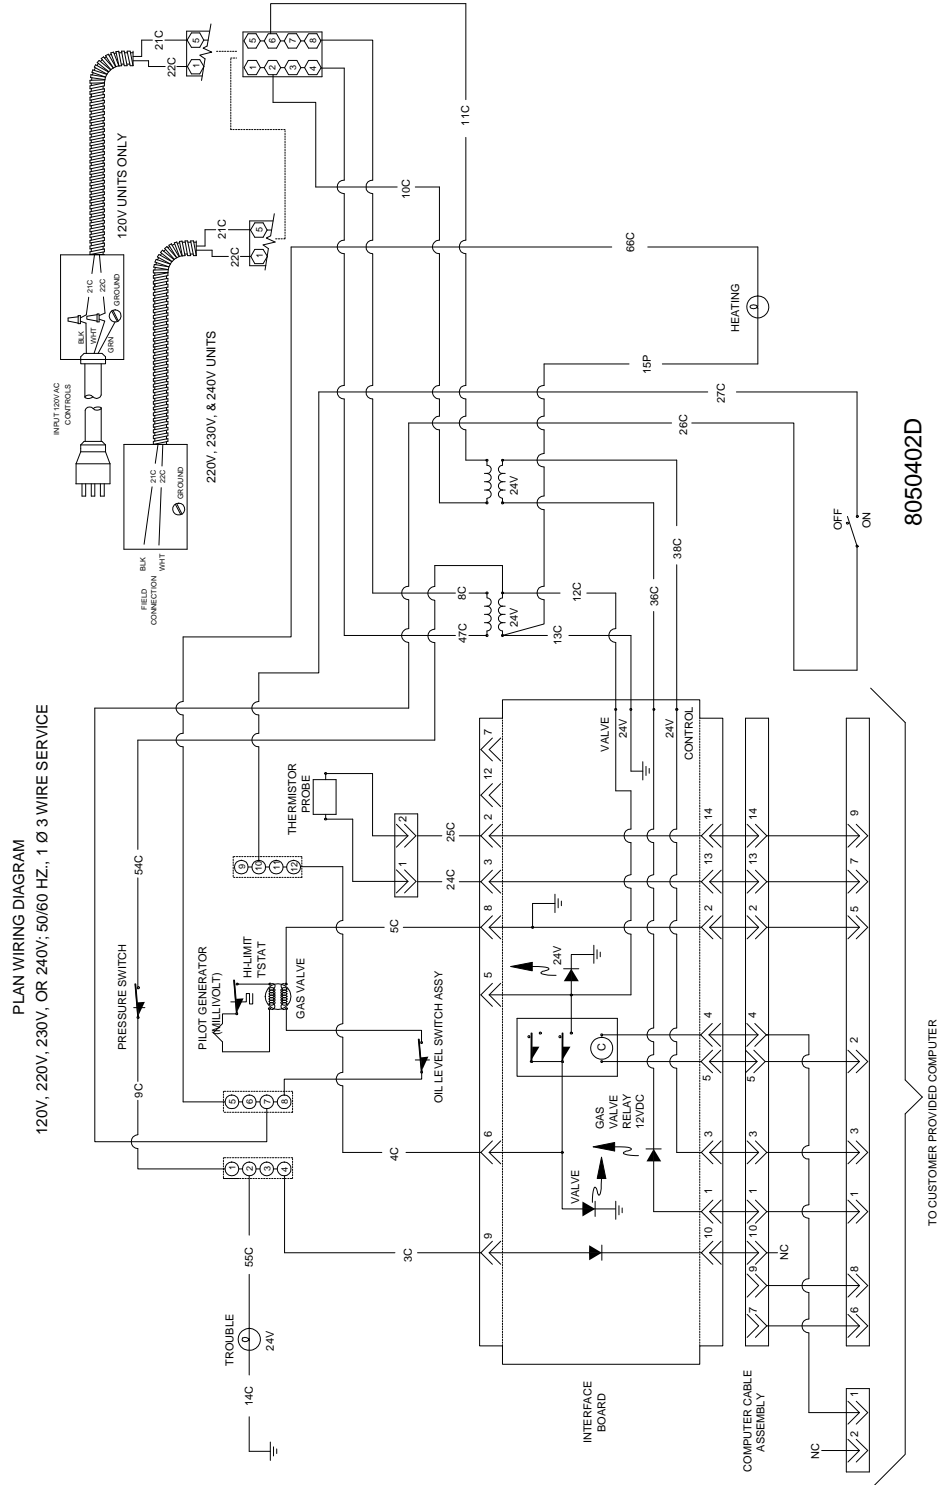 PLAN WIRING DIAGRAM
120V, 220V, 230V, OR 240V; 50/60 HZ., 1 Ø 3 WIRE SERVICE
INPUT 120VAC
CONTROLS
BLK
WHT
GRN
21C
22C
GROUND
120V UNITS ONLY
21C
22C
5
1
FIELD
CONNECTION
BLK
WHT
21C
22C
GROUND
220V, 230V, & 240V UNITS
21C
22C
5
1
5
6
7
8
1
2
3
4
11C
10C
66C
HEATING
15P
27C
26C
OFF
ON
8050402D
24V
38C
36C
8C
47C
24V
12C
13C
54C
PRESSURE SWITCH
9C
THERMISTOR
PROBE
1
2
25C
24C
9
10
11
12
PILOT GENERATOR
(MILLIVOLT)
HI-LIMIT
T'STAT
GAS VALVE
5C
OIL LEVEL SWITCH ASSY
5
6
7
8
1
2
3
4
4C
3C
55C
TROUBLE
24V
14C
9
6
5
8
3
2
12
7
VALVE
24V
24V
CONTROL
24V
C
GAS
VALVE
RELAY
12VDC
VALVE
INTERFACE
BOARD
10
1
3
5
4
2
13
14
7
9
10
1
3
5
4
2
13
14
NC
COMPUTER CABLE
ASSEMBLY
NC
2
1
6
8
1
3
2
5
7
9
TO CUSTOMER PROVIDED COMPUTER